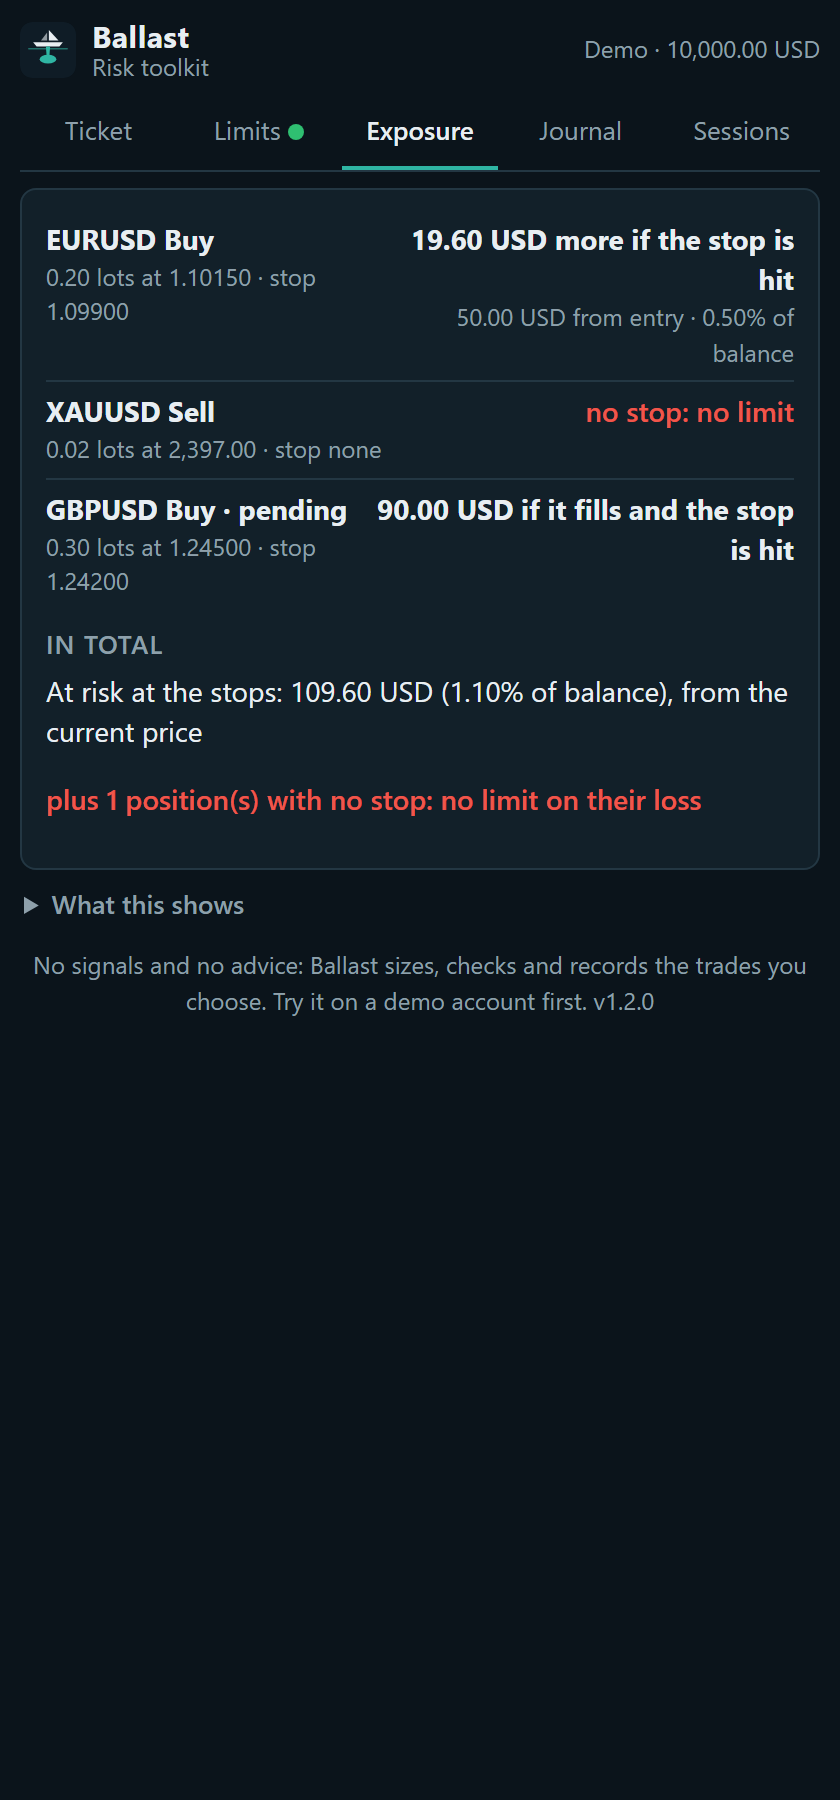 Ballast
Risk toolkit
Demo · 10,000.00 USD
Ticket
Limits
Exposure
Journal
Sessions
EURUSD Buy
0.20 lots at 1.10150 · stop
1.09900
19.60 USD more if the stop is
hit
50.00 USD from entry · 0.50% of
balance
XAUUSD Sell
0.02 lots at 2,397.00 · stop none
no stop: no limit
GBPUSD Buy · pending
0.30 lots at 1.24500 · stop
1.24200
90.00 USD if it fills and the stop
is hit
IN TOTAL
At risk at the stops: 109.60 USD (1.10% of balance), from the
current price
plus 1 position(s) with no stop: no limit on their loss
What this shows
No signals and no advice: Ballast sizes, checks and records the trades you
choose. Try it on a demo account first. v1.2.0